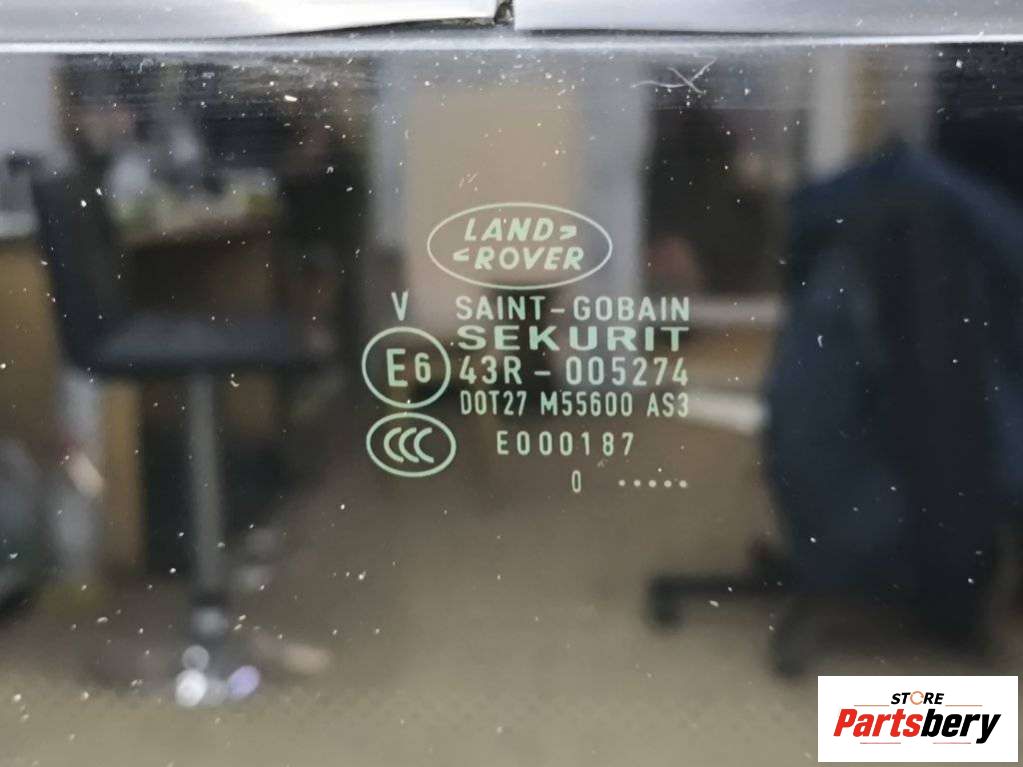 LAND
ROVER
V SAINT-GOBAIN
SEKURIT
E6 43R-005274
DOT27 M55600 AS3
CCC E000187
0 .....
STORE
Partsbery